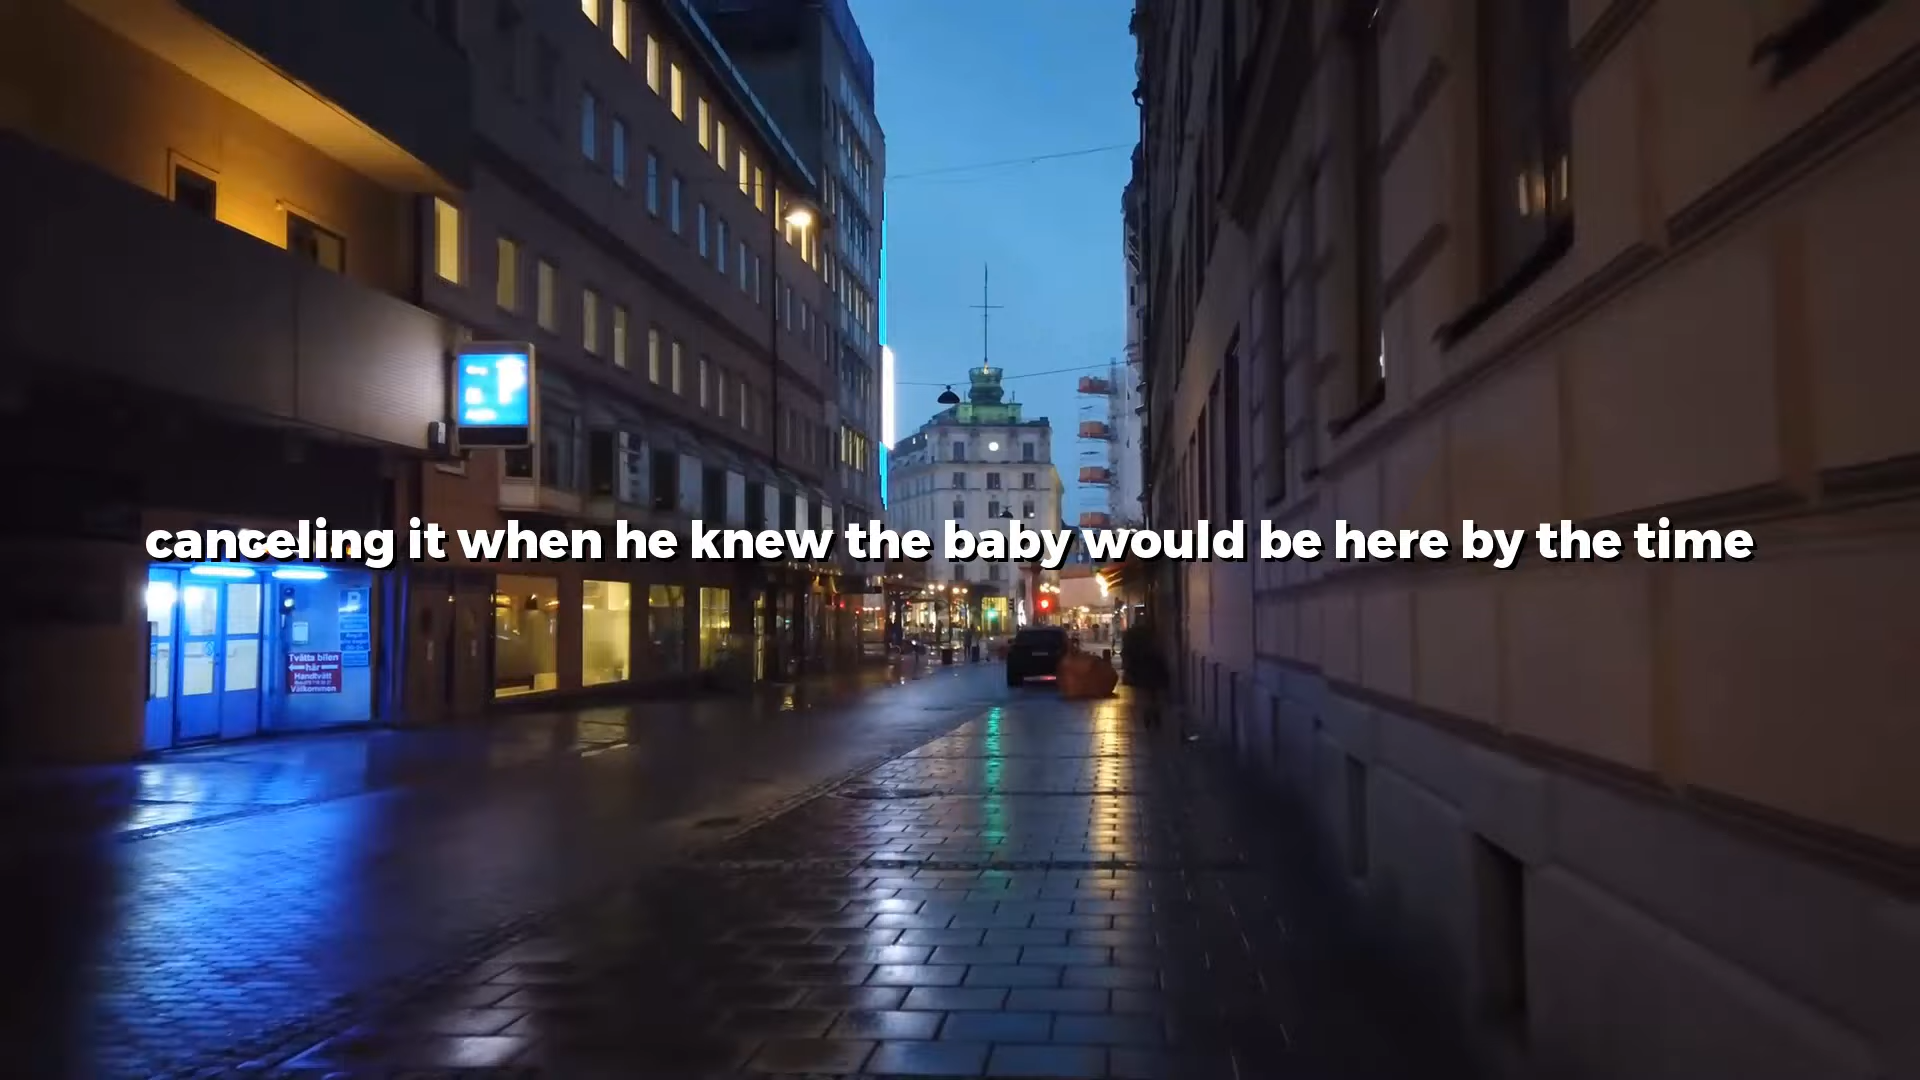 P
canceling it when he knew the baby would be here by the time
P
Tvätta bilen
här
Handtvätt
Välkommen